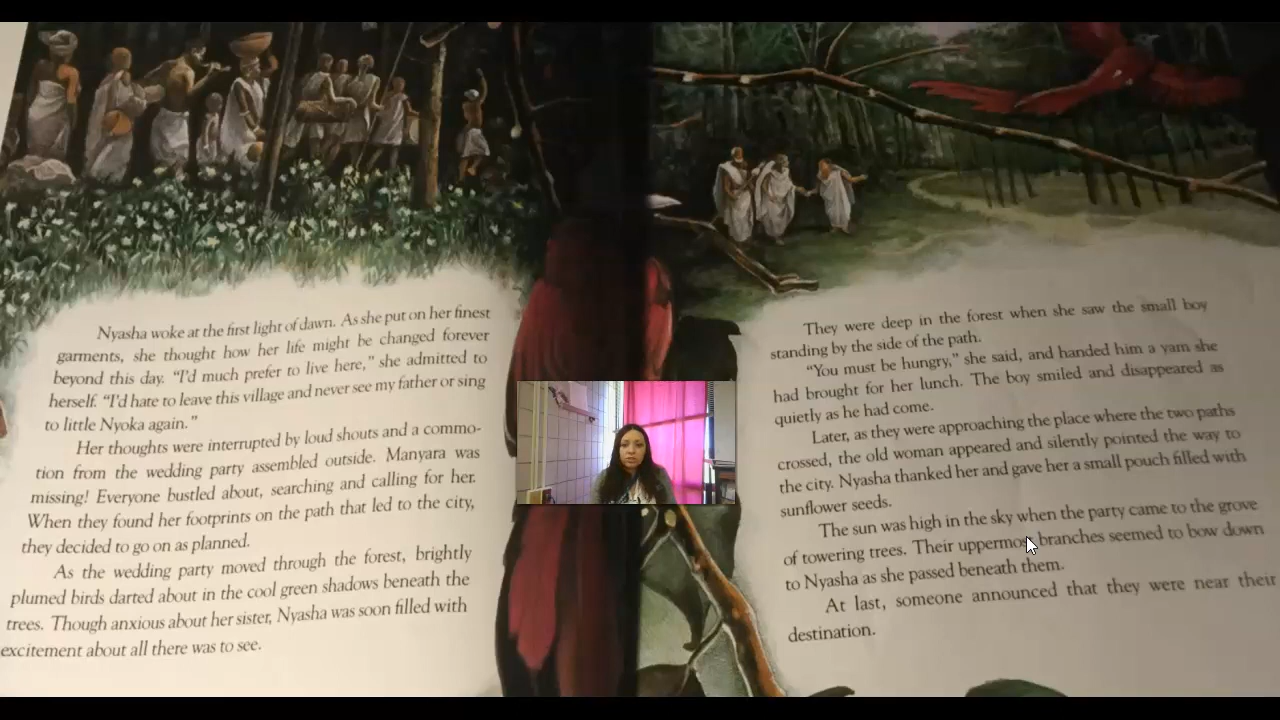 Nyasha woke at the first light of dawn. As she put on her finest
garments, she thought how her life might be changed forever
beyond this day. "I'd much prefer to live here," she admitted to
herself. "I'd hate to leave this village and never see my father or sing
to little Nyoka again."
Her thoughts were interrupted by loud shouts and a commo-
tion from the wedding party assembled outside. Manyara was
missing! Everyone bustled about, searching and calling for her.
When they found her footprints on the path that led to the city,
they decided to go on as planned.
As the wedding party moved through the forest, brightly
plumed birds darted about in the cool green shadows beneath the
trees. Though anxious about her sister, Nyasha was soon filled with
excitement about all there was to see.
They were deep in the forest when she saw the small boy
standing by the side of the path.
"You must be hungry," she said, and handed him a yam she
had brought for her lunch. The boy smiled and disappeared as
quietly as he had come.
Later, as they were approaching the place where the two paths
crossed, the old woman appeared and silently pointed the way to
the city. Nyasha thanked her and gave her a small pouch filled with
sunflower seeds.
The sun was high in the sky when the party came to the grove
of towering trees. Their uppermost branches seemed to bow down
to Nyasha as she passed beneath them.
At last, someone announced that they were near their
destination.